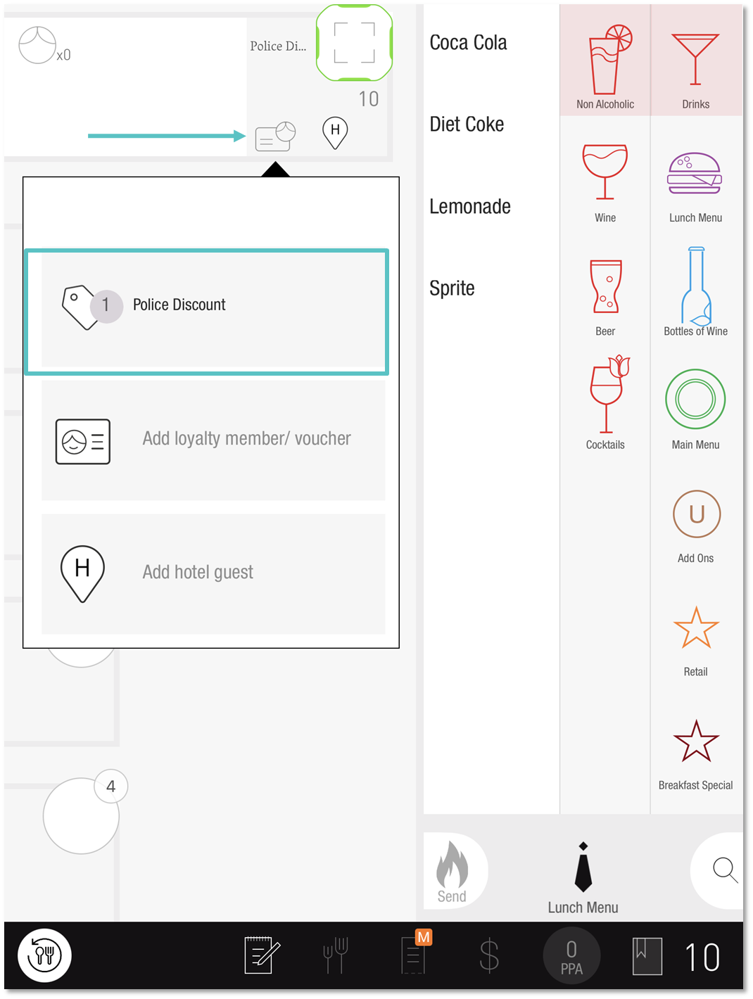 x0
Police Di...
10
H
Police Discount
1
Add loyalty member/ voucher
H
Add hotel guest
4
Coca Cola
Diet Coke
Lemonade
Sprite
Non Alcoholic
Drinks
Wine
Lunch Menu
Beer
Bottles of Wine
Cocktails
Main Menu
U
Add Ons
Retail
Breakfast Special
Send
Lunch Menu
M
$
0
PPA
10